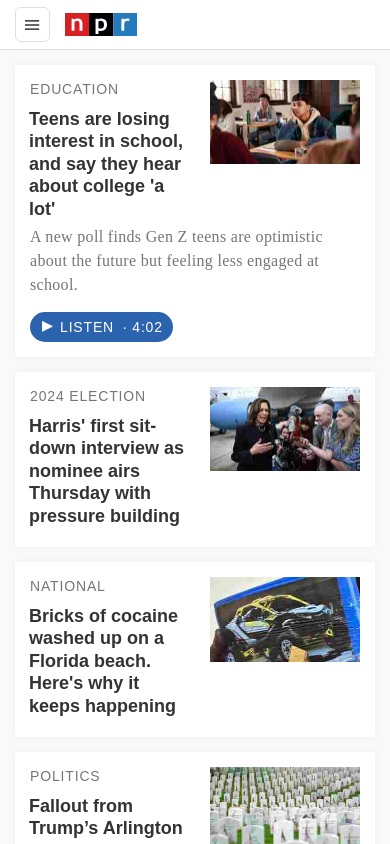 npr
EDUCATION
Teens are losing
interest in school,
and say they hear
about college 'a
lot'
A new poll finds Gen Z teens are optimistic
about the future but feeling less engaged at
school.
LISTEN · 4:02
2024 ELECTION
Harris' first sit-
down interview as
nominee airs
Thursday with
pressure building
NATIONAL
Bricks of cocaine
washed up on a
Florida beach.
Here's why it
keeps happening
POLITICS
Fallout from
Trump’s Arlington